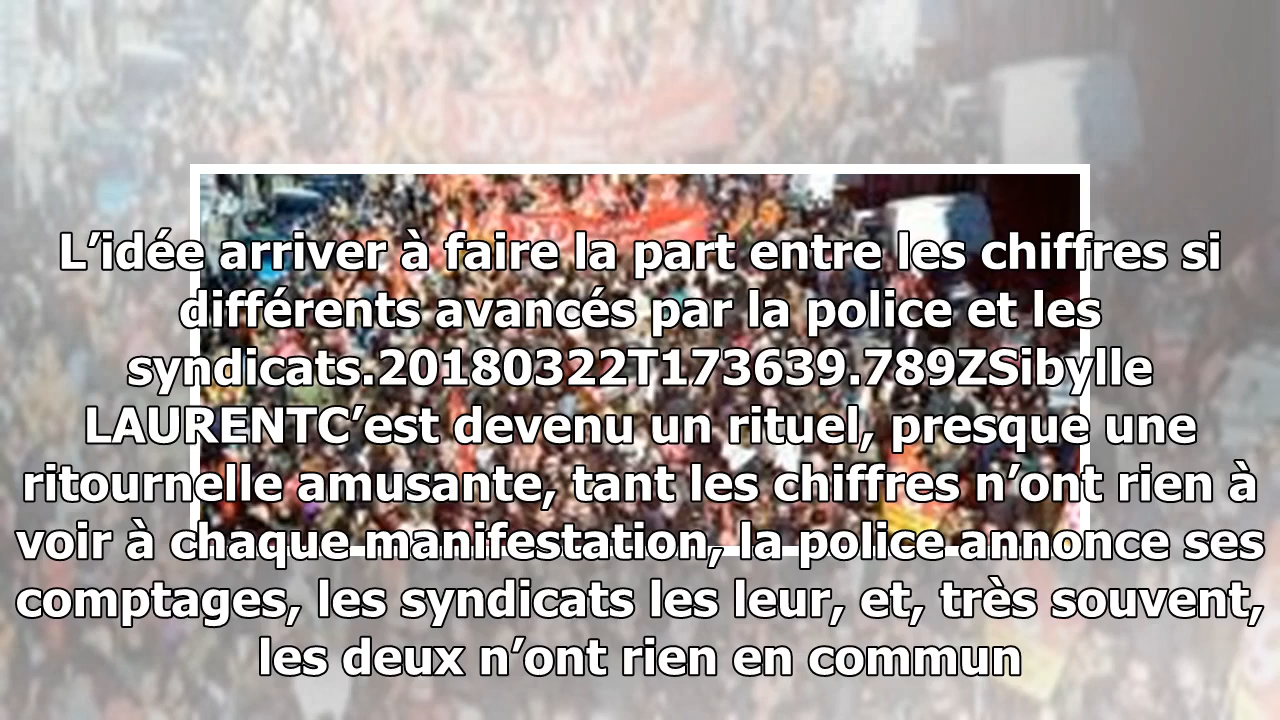 L’idée arriver à faire la part entre les chiffres si
différents avancés par la police et les
syndicats.20180322T173639.789ZSibylle
LAURENTC’est devenu un rituel, presque une
ritournelle amusante, tant les chiffres n’ont rien à
voir à chaque manifestation, la police annonce ses
comptages, les syndicats les leur, et, très souvent,
les deux n’ont rien en commun